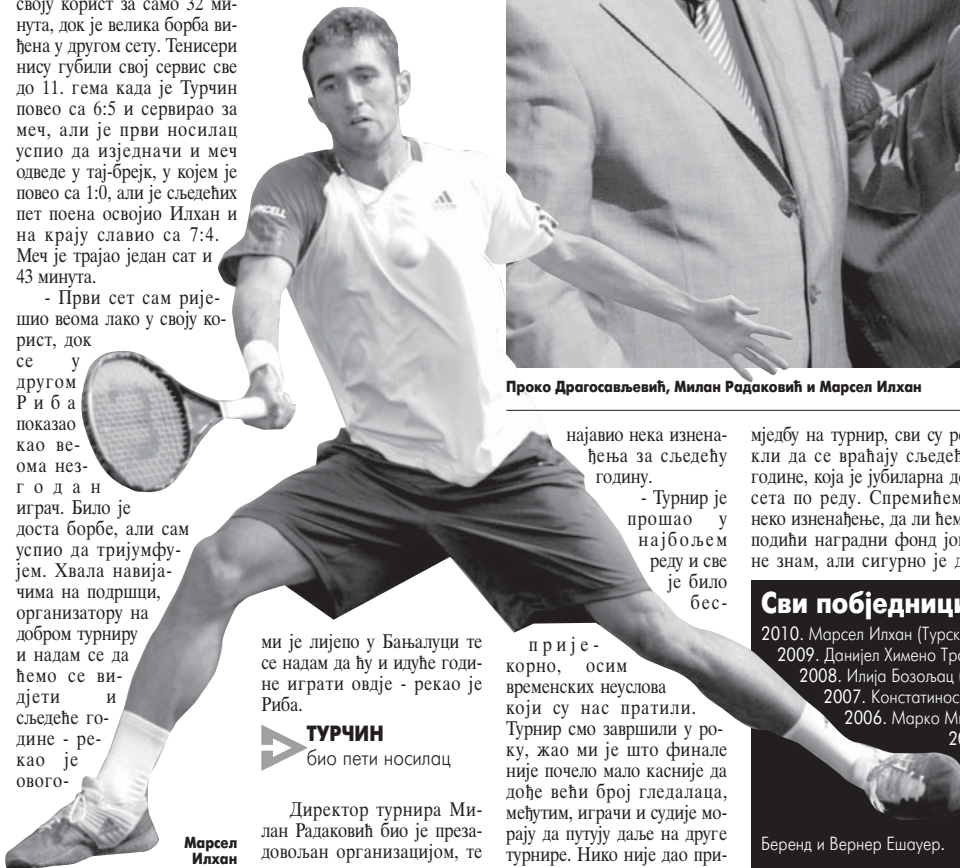 своју корист за само 32 ми-
нута, док је велика борба ви-
ђена у другом сету. Тенисери
нису губили свој сервис све
до 11. гема када је Турчин
повео са 6:5 и сервирао за
меч, али је први носилац
успио да изједначи и меч
одведе у тај-брејк, у којем је
повео са 1:0, али је сљедећих
пет поена освојио Илхан и
на крају славио са 7:4.
Меч је трајао један сат и
43 минута.
- Први сет сам рије-
шио веома лако у своју ко-
рист, док
се у
другом
Риба
показао
као ве-
ома нез-
годан
играч. Било је
доста борбе, али сам
успио да тријумфу-
јем. Хвала навија-
чима на подршци,
организатору на
добром турниру
и надам се да
ћемо се ви-
дјети и
сљедеће го-
дине - ре-
као је
ового-
Марсел
Илхан
ми је лијепо у Бањалуци те
се надам да ћу и идуће годи-
не играти овдје - рекао је
Риба.
ТУРЧИН
био пети носилац
Директор турнира Ми-
лан Радаковић био је преза-
довољан организацијом, те
Проко Драгосављевић, Милан Радаковић и Марсел Илхан
најавио нека изнена-
ђења за сљедећу
годину.
- Турнир је
прошао у
најбољем
реду и све
је било
бес-
прије-
корно, осим
временских неуслова
који су нас пратили.
Турнир смо завршили у ро-
ку, жао ми је што финале
није почело мало касније да
дође већи број гледалаца,
међутим, играчи и судије мо-
рају да путују даље на друге
турнире. Нико није дао при-
мједбу на турнир, сви су ре
кли да се враћају сљедећ
године, која је јубиларна де
сета по реду. Спремићем
неко изненађење, да ли ћем
подићи наградни фонд јо
не знам, али сигурно је д
Сви побједници
2010. Марсел Илхан (Турск
2009. Данијел Химено Тра
2008. Илија Бозољац (
2007. Констатинос
2006. Марко М
Беренд и Вернер Ешауер.
adidas